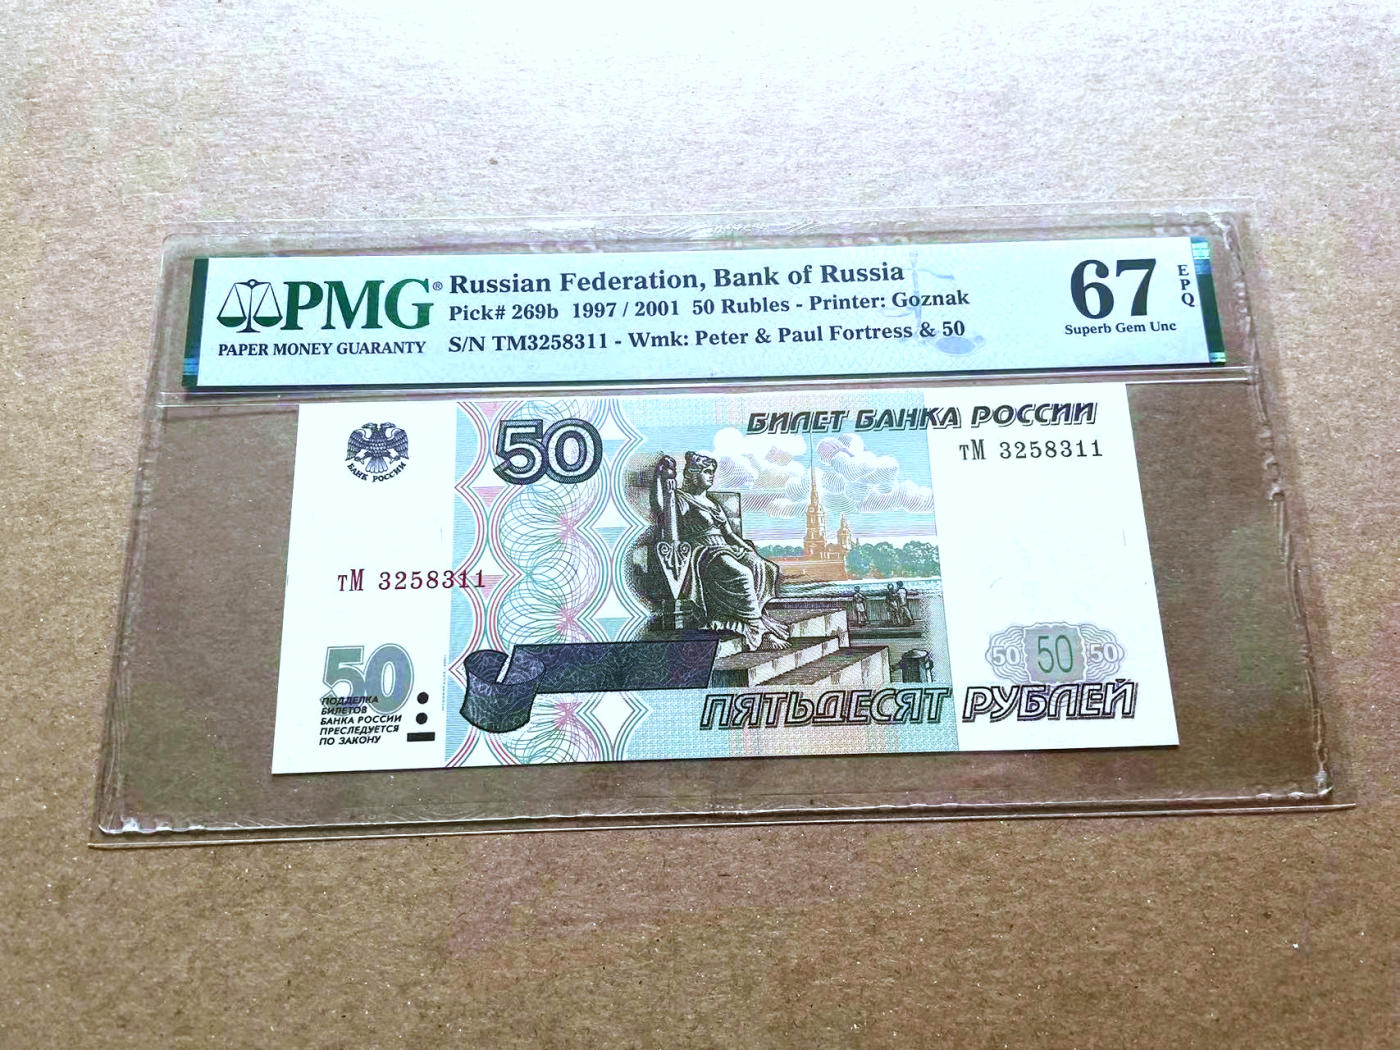 PMG®
PAPER MONEY GUARANTY
Russian Federation, Bank of Russia
Pick# 269b 1997 / 2001 50 Rubles - Printer: Goznak
S/N TM3258311 - Wmk: Peter & Paul Fortress & 50
67
EPQ
Superb Gem Unc
БАНК РОССИИ
50
БИЛЕТ БАНКА РОССИИ
тМ 3258311
тМ 3258311
50
ПОДДЕЛКА
БИЛЕТОВ
БАНКА РОССИИ
ПРЕСЛЕДУЕТСЯ
ПО ЗАКОНУ
50 50 50
ПЯТЬДЕСЯТ РУБЛЕЙ